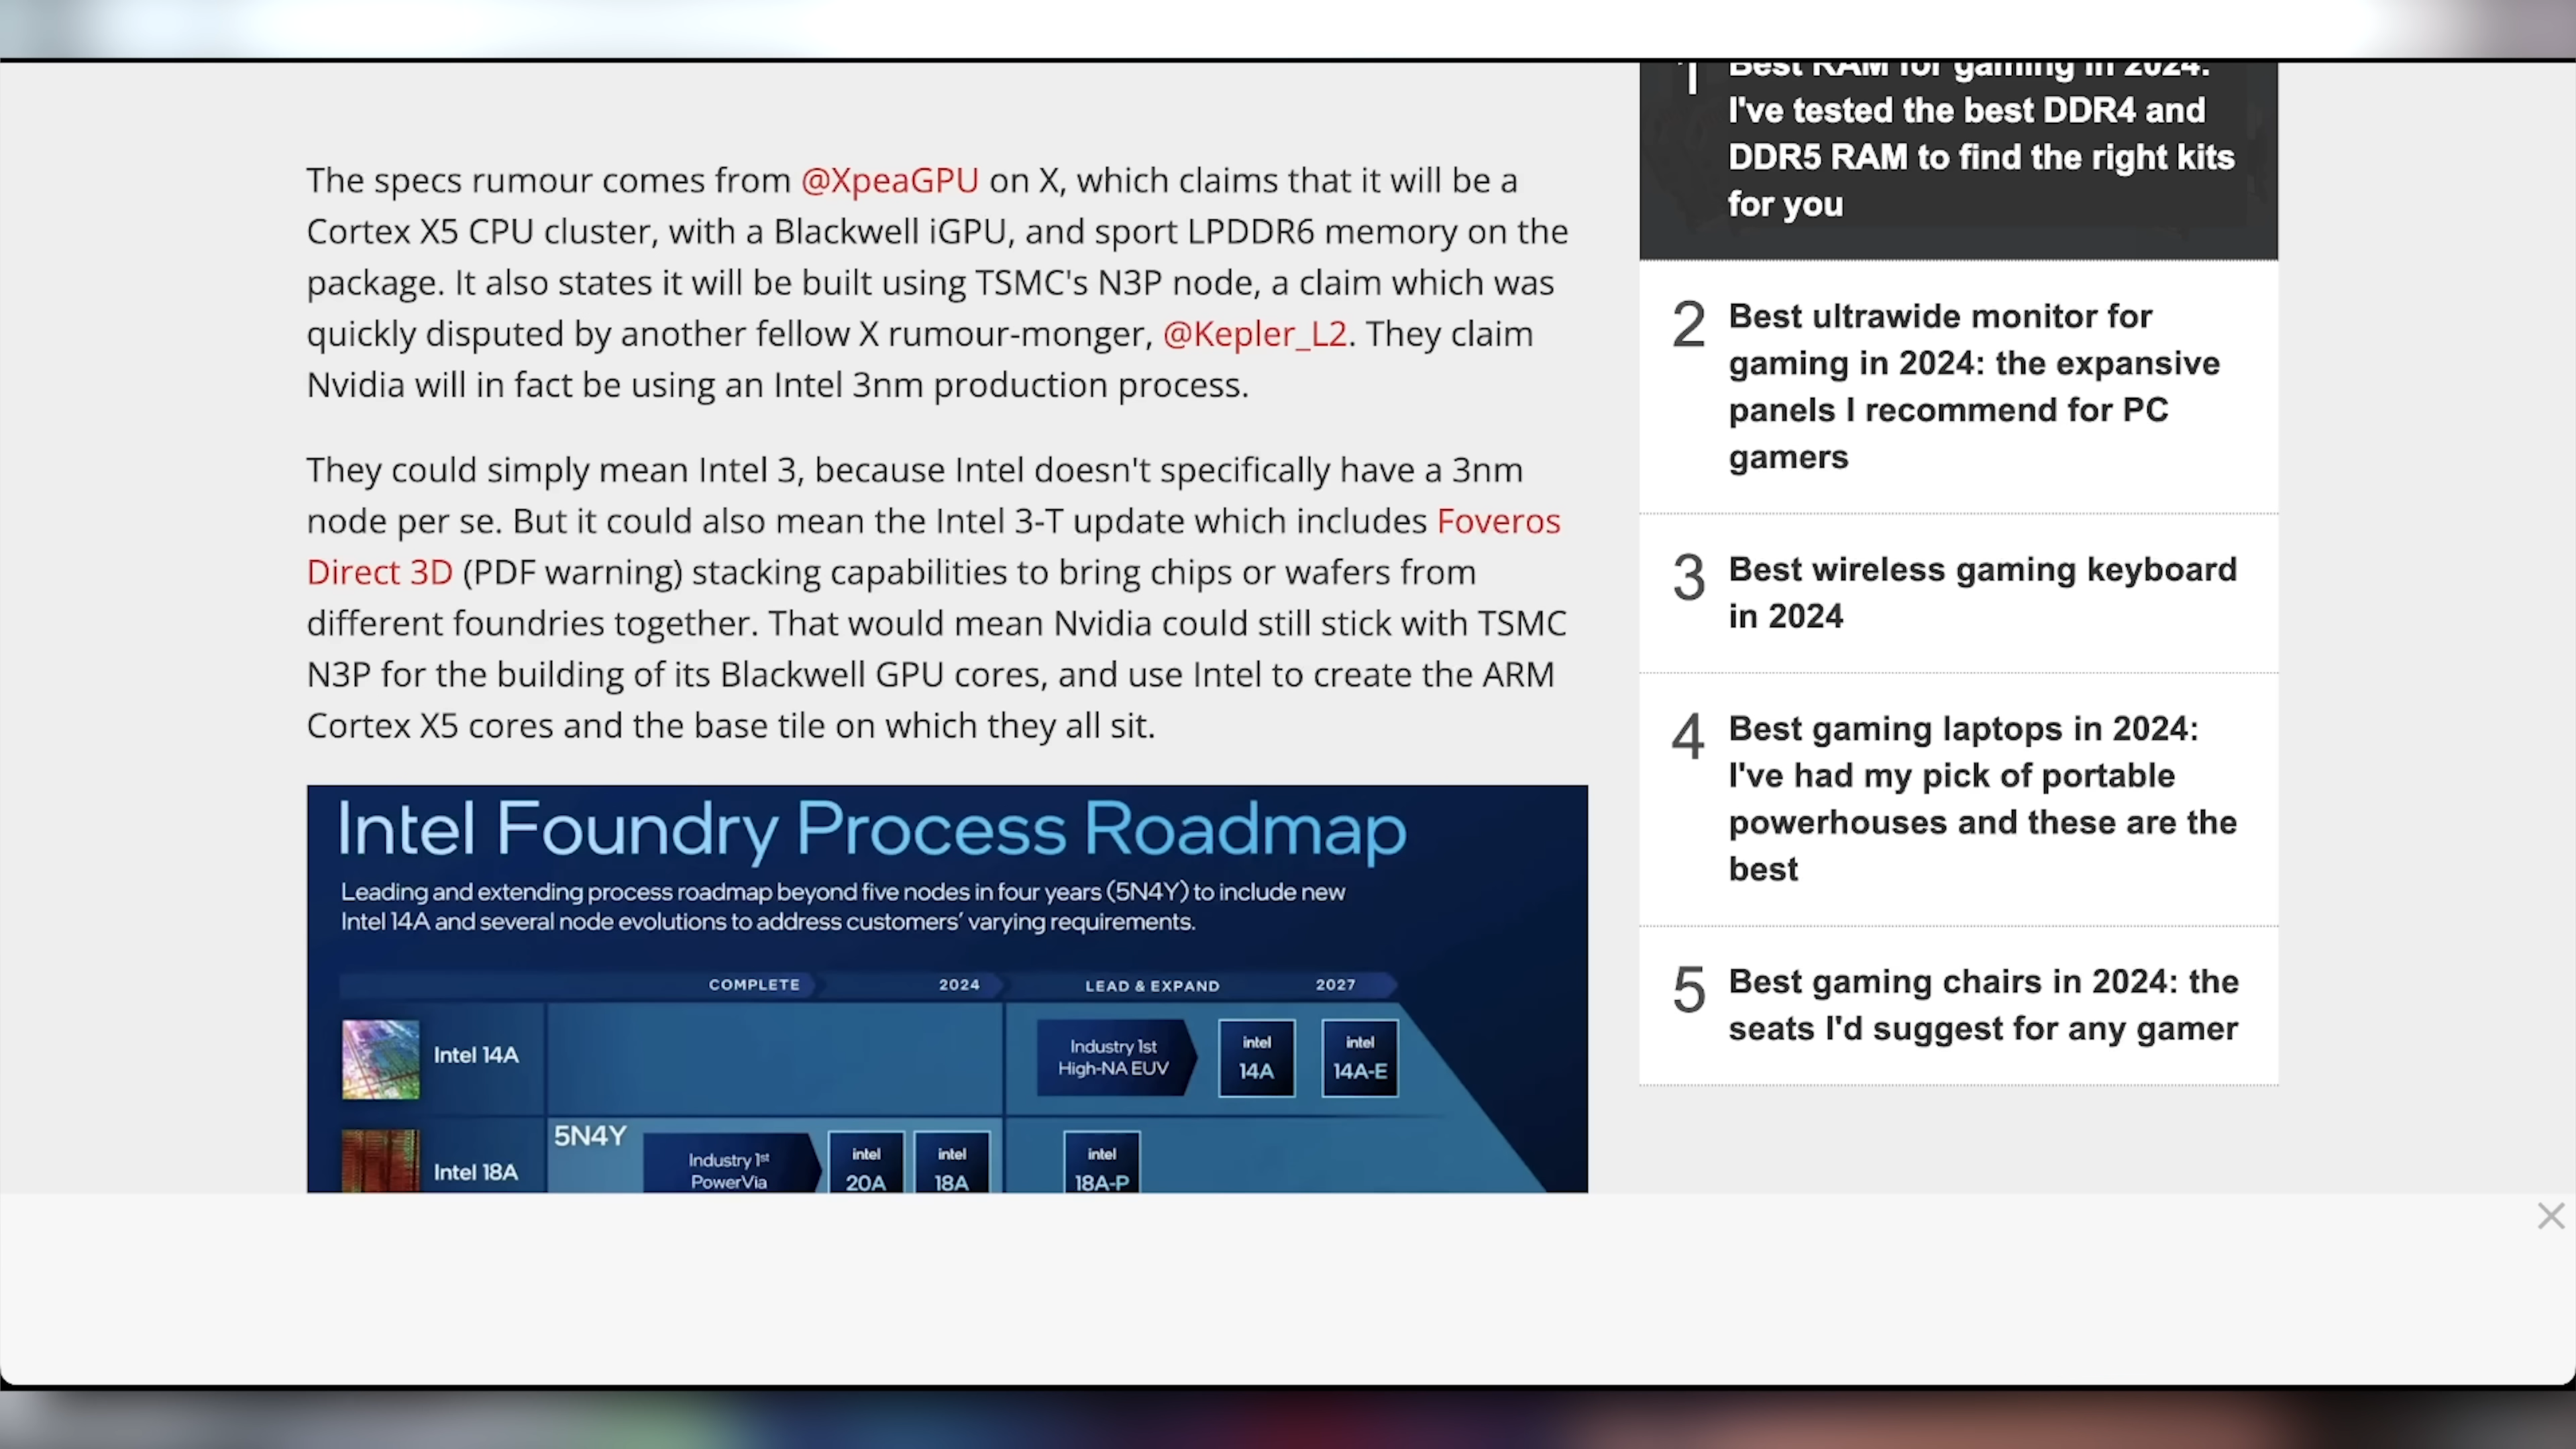 The specs rumour comes from @XpeaGPU on X, which claims that it will be a
Cortex X5 CPU cluster, with a Blackwell iGPU, and sport LPDDR6 memory on the
package. It also states it will be built using TSMC's N3P node, a claim which was
quickly disputed by another fellow X rumour-monger, @Kepler_L2. They claim
Nvidia will in fact be using an Intel 3nm production process.
They could simply mean Intel 3, because Intel doesn't specifically have a 3nm
node per se. But it could also mean the Intel 3-T update which includes Foveros
Direct 3D (PDF warning) stacking capabilities to bring chips or wafers from
different foundries together. That would mean Nvidia could still stick with TSMC
N3P for the building of its Blackwell GPU cores, and use Intel to create the ARM
Cortex X5 cores and the base tile on which they all sit.
Intel Foundry Process Roadmap
Leading and extending process roadmap beyond five nodes in four years (5N4Y) to include new
Intel 14A and several node evolutions to address customers' varying requirements.
COMPLETE 2024 LEAD & EXPAND 2027
Intel 14A
Industry 1st
High-NA EUV
intel
14A
intel
14A-E
Intel 18A
5N4Y
Industry 1st
PowerVia
intel
20A
intel
18A
intel
18A-P
1 Best RAM for gaming in 2024:
I've tested the best DDR4 and
DDR5 RAM to find the right kits
for you
2 Best ultrawide monitor for
gaming in 2024: the expansive
panels I recommend for PC
gamers
3 Best wireless gaming keyboard
in 2024
4 Best gaming laptops in 2024:
I've had my pick of portable
powerhouses and these are the
best
5 Best gaming chairs in 2024: the
seats I'd suggest for any gamer